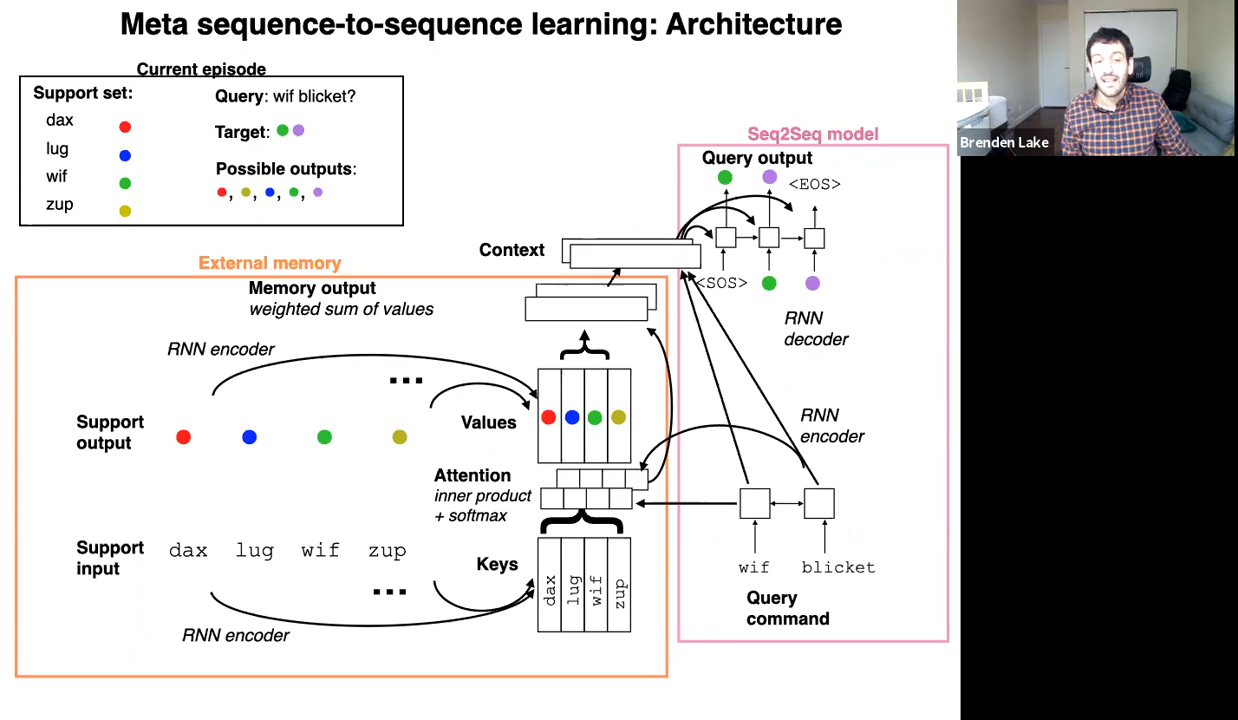 Meta sequence-to-sequence learning: Architecture
Current episode
Support set:
dax
lug
wif
zup
Query: wif blicket?
Target:
Possible outputs:
, , , ,
Brenden Lake
Seq2Seq model
Query output
<EOS>
<SOS>
RNN
decoder
Context
External memory
Memory output
weighted sum of values
RNN encoder
...
Support
output
Values
Attention
inner product
+ softmax
Support
input
dax lug wif zup
...
Keys
dax
lug
wif
zup
RNN encoder
RNN
encoder
wif blicket
Query
command